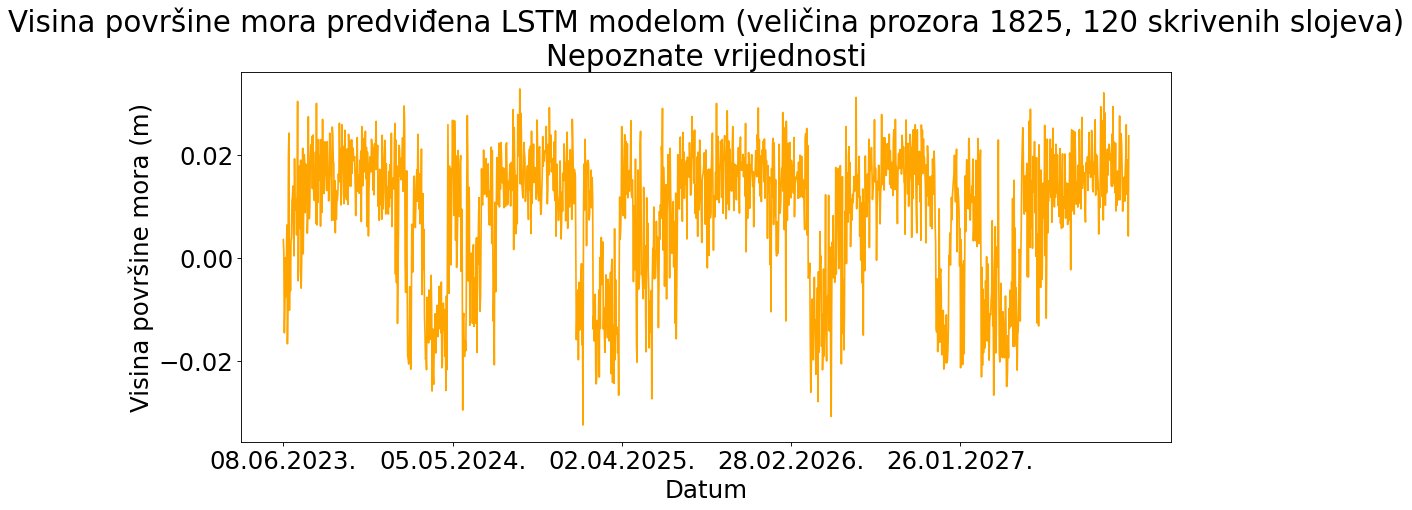 Visina površine mora predviđena LSTM modelom (veličina prozora 1825, 120 skrivenih slojeva)
Nepoznate vrijednosti
Visina površine mora (m)
0.02
0.00
−0.02
08.06.2023. 05.05.2024. 02.04.2025. 28.02.2026. 26.01.2027.
Datum